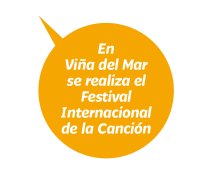 En
Viña del Mar
se realiza el
Festival
Internacional
de la Canción